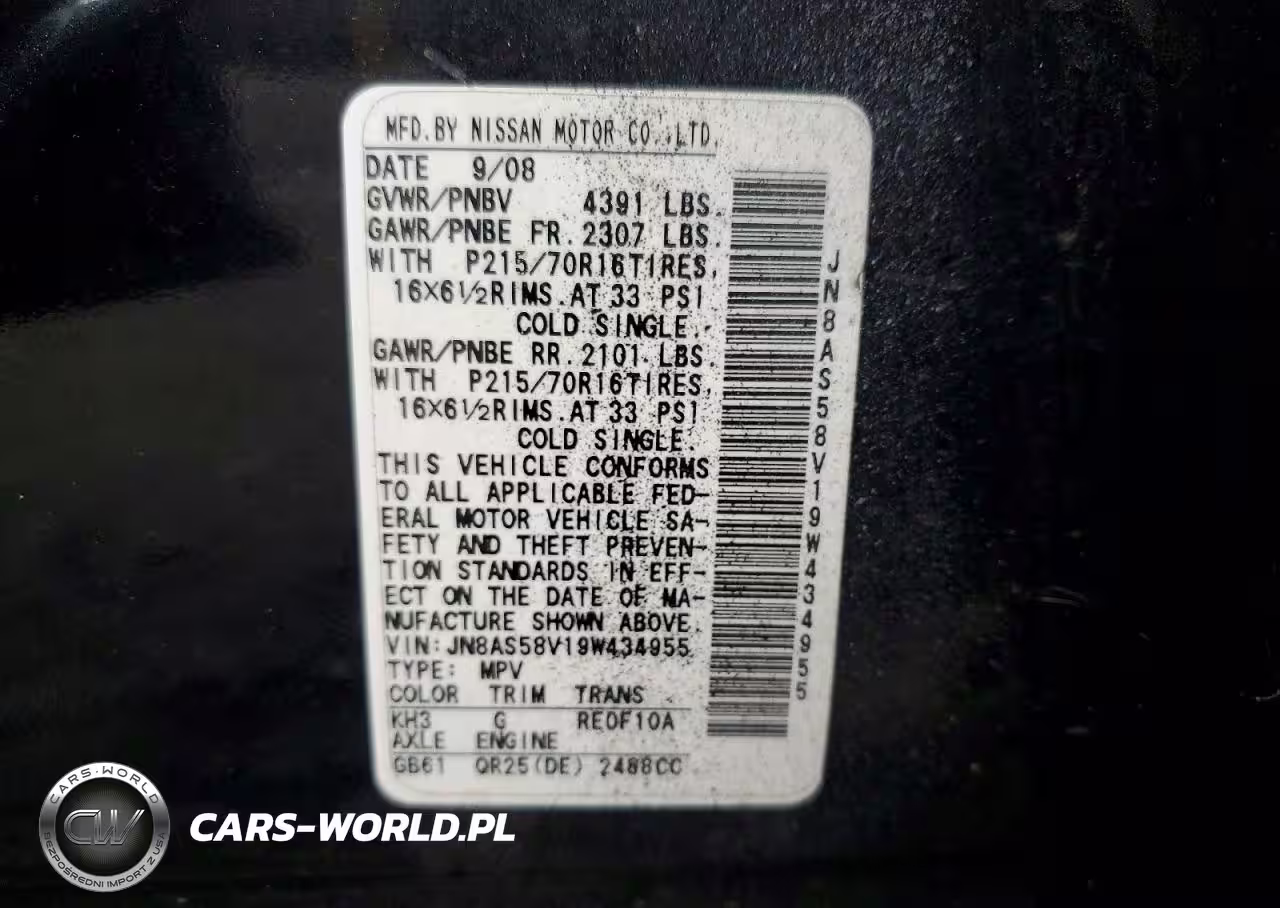 MFD.BY NISSAN MOTOR CO.,LTD.
DATE 9/08
GVWR/PNBV 4391 LBS.
GAWR/PNBE FR. 2307 LBS.
WITH P215/70R16TIRES,
16X6½RIMS.AT 33 PSI
COLD SINGLE.
GAWR/PNBE RR. 2101 LBS.
WITH P215/70R16TIRES,
16X6½RIMS.AT 33 PSI
COLD SINGLE.
THIS VEHICLE CONFORMS
TO ALL APPLICABLE FED-
ERAL MOTOR VEHICLE SA-
FETY AND THEFT PREVEN-
TION STANDARDS IN EFF-
ECT ON THE DATE OF MA-
NUFACTURE SHOWN ABOVE.
VIN:JN8AS58V19W434955
TYPE: MPV
COLOR TRIM TRANS
KH3 G RE0F10A
AXLE ENGINE
GB61 QR25(DE) 2488CC
JN8AS58V19W434955
CARS-WORLD
CW
BEZPOŚREDNI IMPORT Z USA
CARS-WORLD.PL